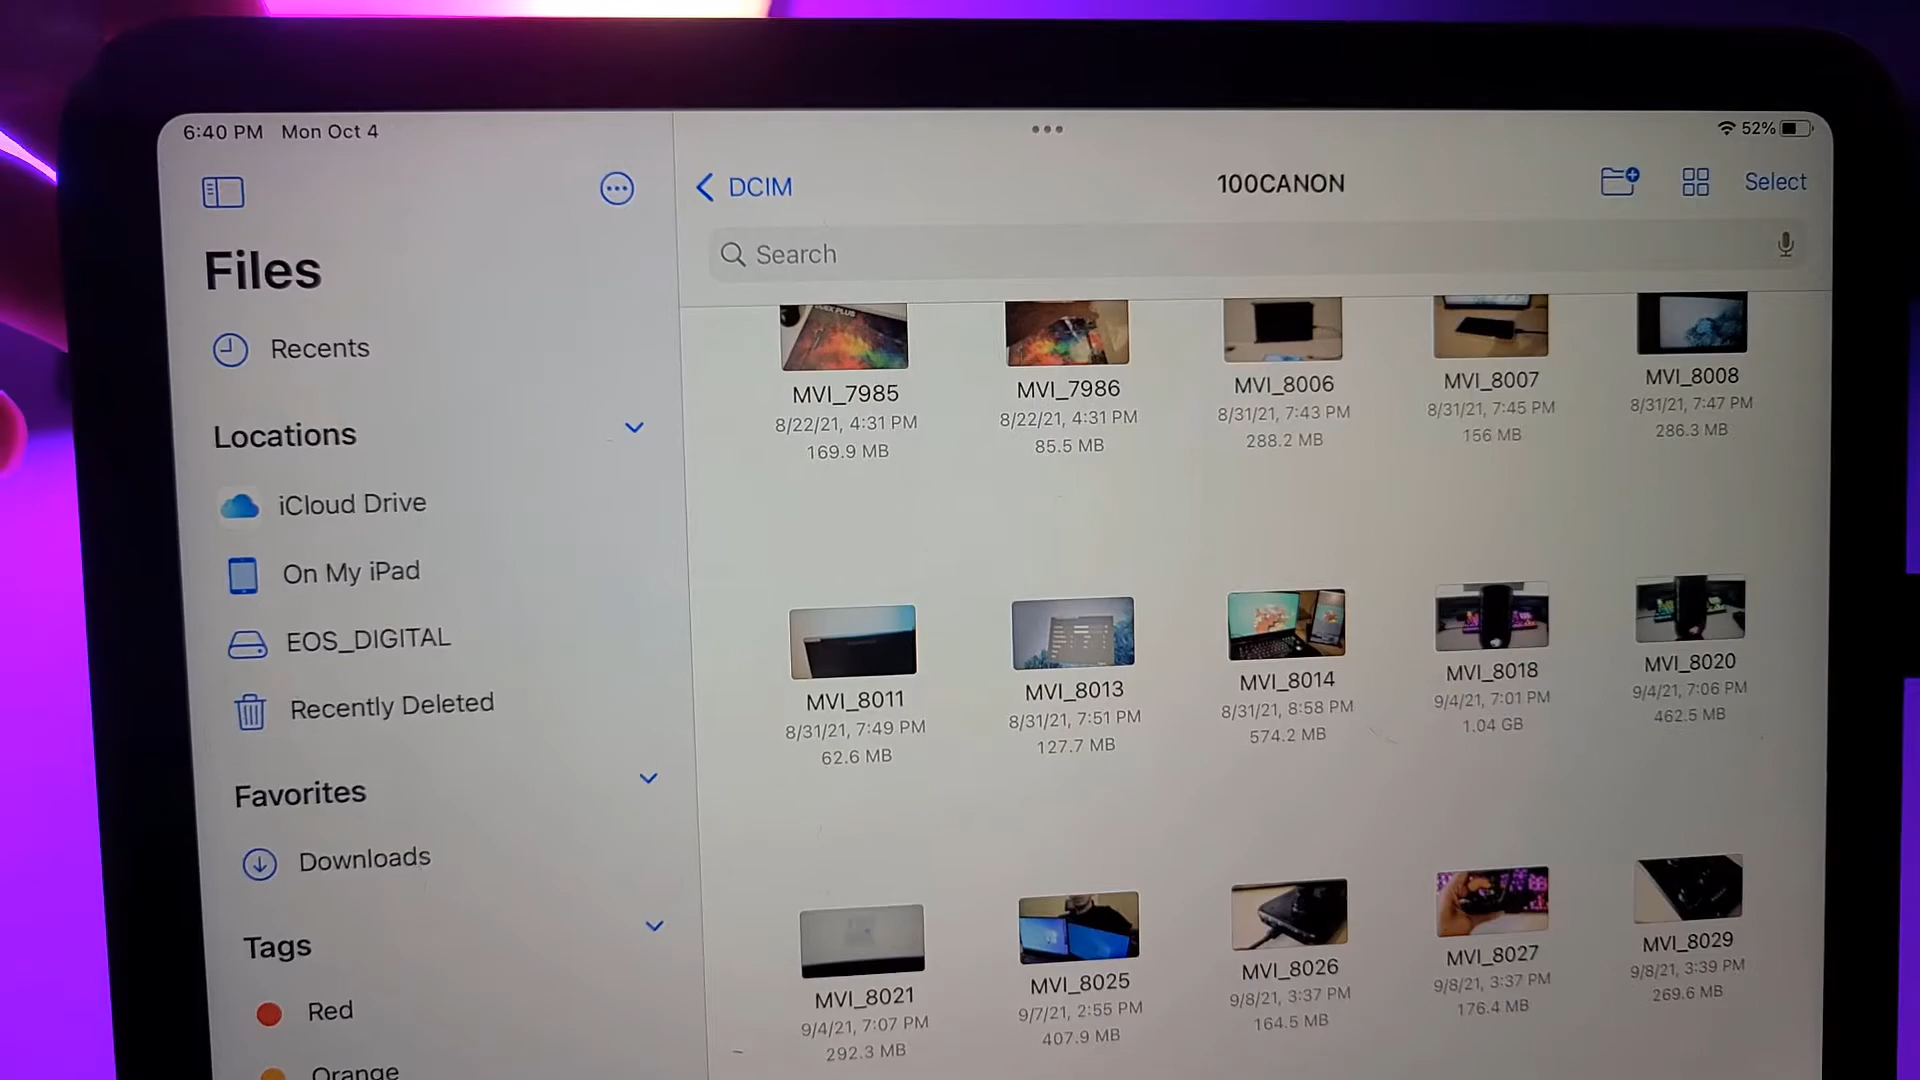 6:40 PM Mon Oct 4
52%
Files
Recents
Locations
iCloud Drive
On My iPad
EOS_DIGITAL
Recently Deleted
Favorites
Downloads
Tags
Red
Orange
DCIM
100CANON
Select
Search
MVI_7985
8/22/21, 4:31 PM
169.9 MB
MVI_7986
8/22/21, 4:31 PM
85.5 MB
MVI_8006
8/31/21, 7:43 PM
288.2 MB
MVI_8007
8/31/21, 7:45 PM
156 MB
MVI_8008
8/31/21, 7:47 PM
286.3 MB
MVI_8011
8/31/21, 7:49 PM
62.6 MB
MVI_8013
8/31/21, 7:51 PM
127.7 MB
MVI_8014
8/31/21, 8:58 PM
574.2 MB
MVI_8018
9/4/21, 7:01 PM
1.04 GB
MVI_8020
9/4/21, 7:06 PM
462.5 MB
MVI_8021
9/4/21, 7:07 PM
292.3 MB
MVI_8025
9/7/21, 2:55 PM
407.9 MB
MVI_8026
9/8/21, 3:37 PM
164.5 MB
MVI_8027
9/8/21, 3:37 PM
176.4 MB
MVI_8029
9/8/21, 3:39 PM
269.6 MB